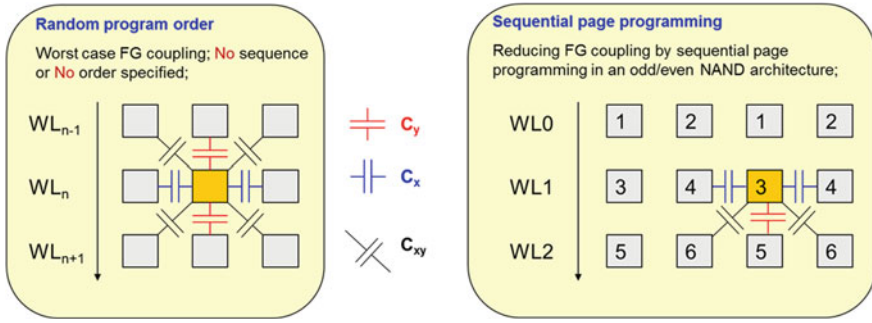 Random program order
Worst case FG coupling; No sequence
or No order specified;
WLn-1
WLn
WLn+1
Cy
Cx
Cxy
Sequential page programming
Reducing FG coupling by sequential page
programming in an odd/even NAND architecture;
WL0 1 2 1 2
WL1 3 4 3 4
WL2 5 6 5 6